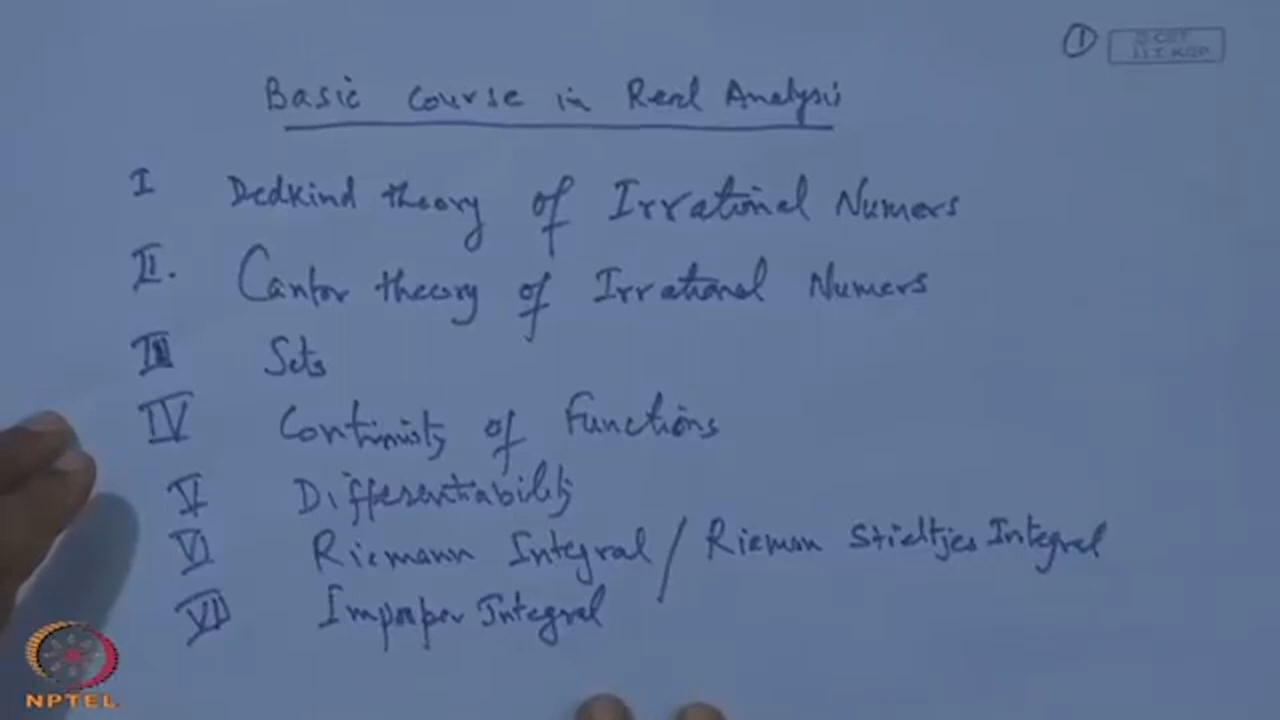 ①
Basic Course in Real Analysis
I Dedkind theory of Irrational Numers
II. Cantor theory of Irrational Numers
III Sets
IV Continuity of Functions
V Differentiability
VI Riemann Integral / Riemon Stieltjes Integral
VII Improper Integral
NPTEL